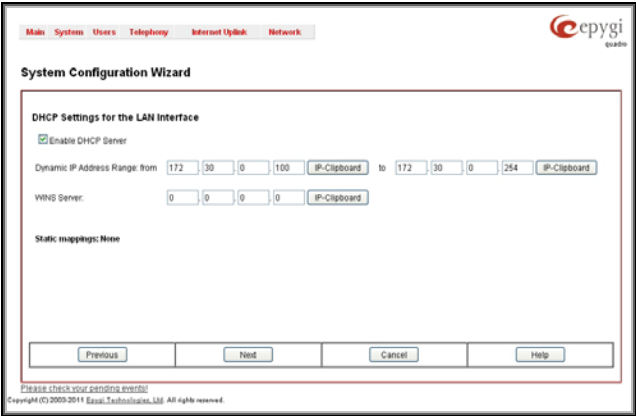 Main System Users Telephony Internet Uplink Network
epygi
quadro
System Configuration Wizard
DHCP Settings for the LAN Interface
Enable DHCP Server
Dynamic IP Address Range: from 172 . 30 . 0 . 100 IP-Clipboard to 172 . 30 . 0 . 254 IP-Clipboard
WINS Server: 0 . 0 . 0 . 0 IP-Clipboard
Static mappings: None
Previous Next Cancel Help
Please check your pending events!
Copyright (C) 2003-2011 Epygi Technologies, Ltd. All rights reserved.